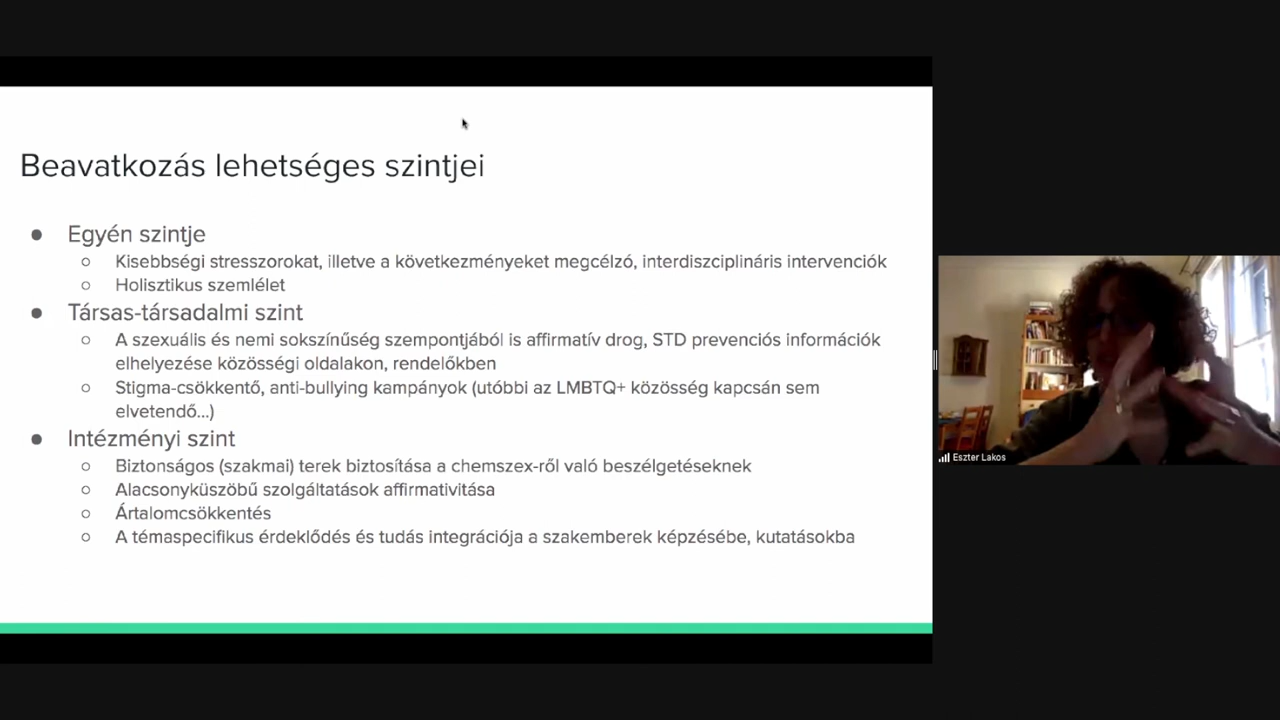 Beavatkozás lehetséges szintjei
● Egyén szintje
○ Kisebbségi stresszorokat, illetve a következményeket megcélzó, interdiszciplináris intervenciók
○ Holisztikus szemlélet
● Társas-társadalmi szint
○ A szexuális és nemi sokszínűség szempontjából is affirmatív drog, STD prevenciós információk
elhelyezése közösségi oldalakon, rendelőkben
○ Stigma-csökkentő, anti-bullying kampányok (utóbbi az LMBTQ+ közösség kapcsán sem
elvetendő...)
● Intézményi szint
○ Biztonságos (szakmai) terek biztosítása a chemszex-ről való beszélgetéseknek
○ Alacsonyküszöbű szolgáltatások affirmativitása
○ Ártalomcsökkentés
○ A témaspecifikus érdeklődés és tudás integrációja a szakemberek képzésébe, kutatásokba
Eszter Lakos